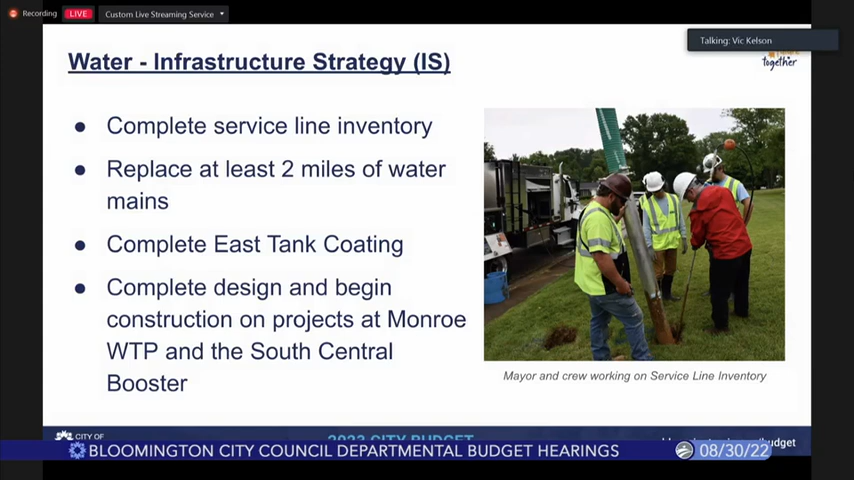 Recording
LIVE
Custom Live Streaming Service
Talking: Vic Kelson
together
Water - Infrastructure Strategy (IS)
● Complete service line inventory
● Replace at least 2 miles of water
mains
● Complete East Tank Coating
● Complete design and begin
construction on projects at Monroe
WTP and the South Central
Booster
Mayor and crew working on Service Line Inventory
CITY OF
2023 CITY BUDGET
/budget
BLOOMINGTON CITY COUNCIL DEPARTMENTAL BUDGET HEARINGS
08/30/22